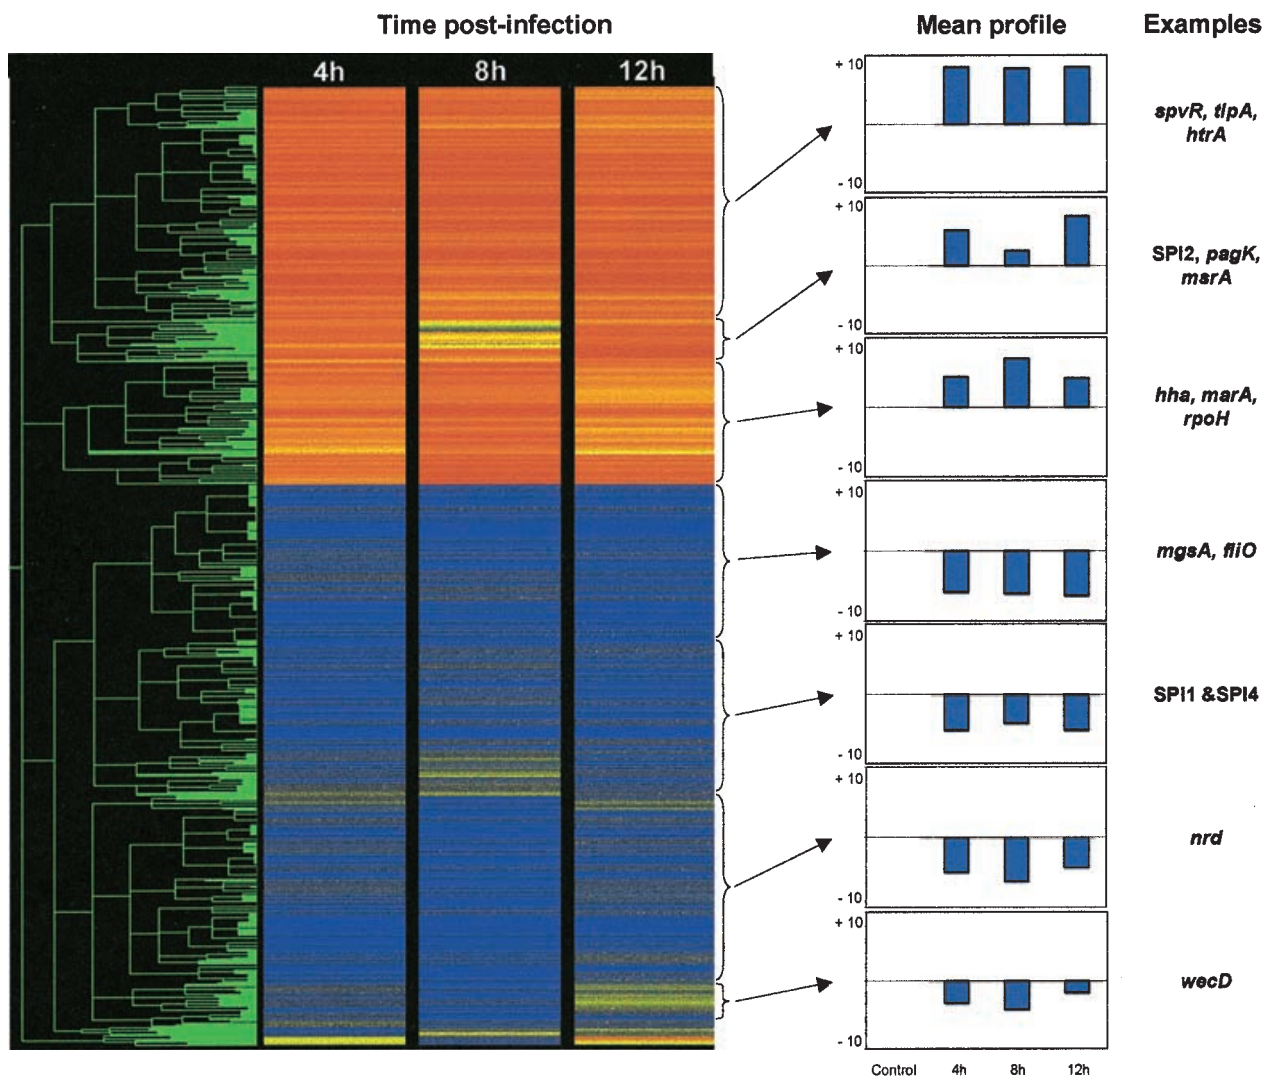 Time post-infection
Mean profile
Examples
4h 8h 12h
+ 10
- 10
spvR, tlpA,
htrA
+ 10
- 10
SPI2, pagK,
msrA
+ 10
- 10
hha, marA,
rpoH
+ 10
- 10
mgsA, fliO
+ 10
- 10
SPI1 &SPI4
+ 10
- 10
nrd
+ 10
- 10
wecD
Control 4h 8h 12h